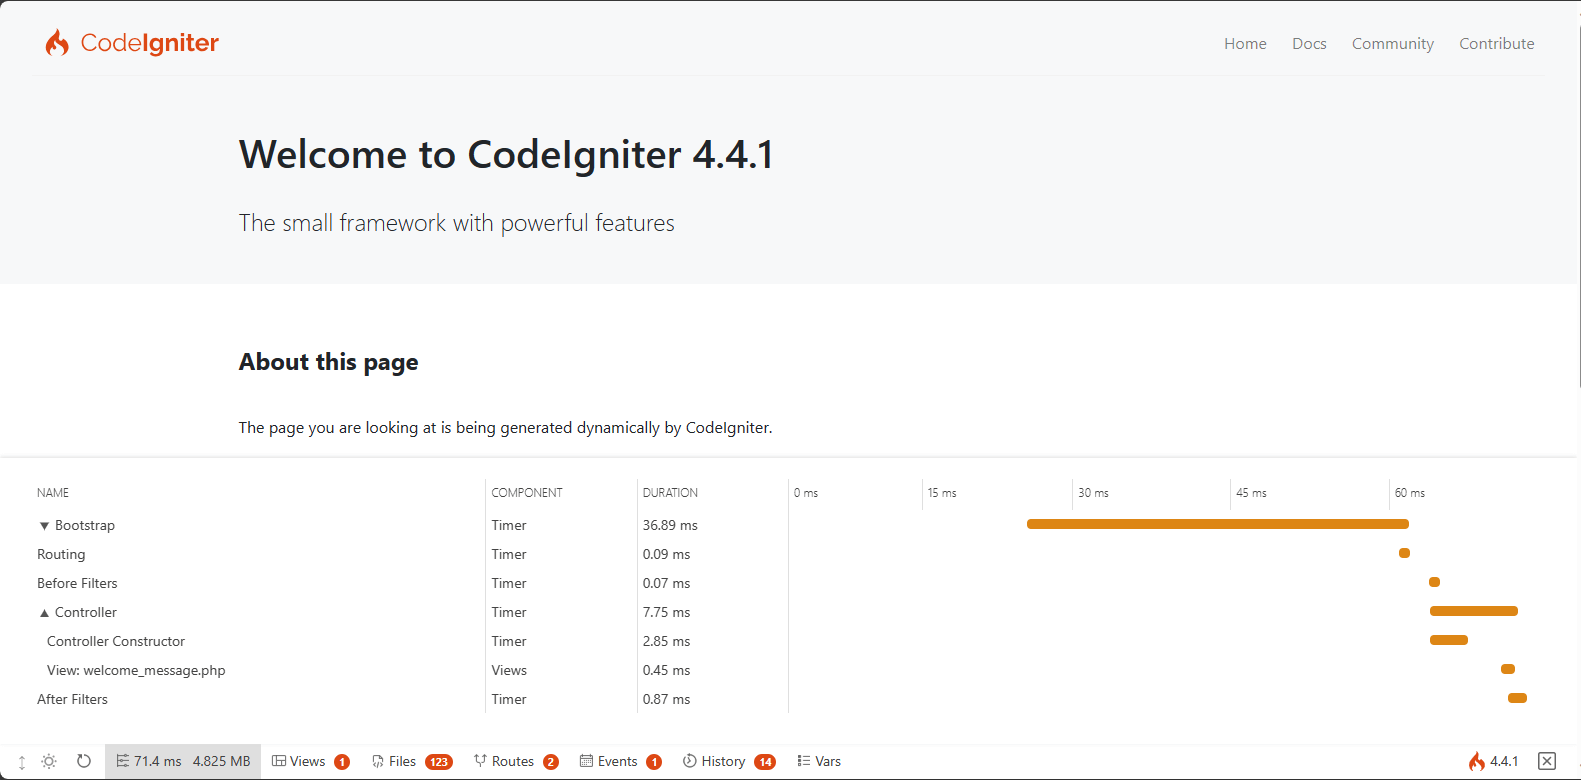 CodeIgniter Home Docs Community Contribute
Welcome to CodeIgniter 4.4.1
The small framework with powerful features
About this page
The page you are looking at is being generated dynamically by CodeIgniter.
NAME COMPONENT DURATION 0 ms 15 ms 30 ms 45 ms 60 ms
▼ Bootstrap Timer 36.89 ms
Routing Timer 0.09 ms
Before Filters Timer 0.07 ms
▲ Controller Timer 7.75 ms
Controller Constructor Timer 2.85 ms
View: welcome_message.php Views 0.45 ms
After Filters Timer 0.87 ms
71.4 ms 4.825 MB Views 1 Files 123 Routes 2 Events 1 History 14 Vars 4.4.1